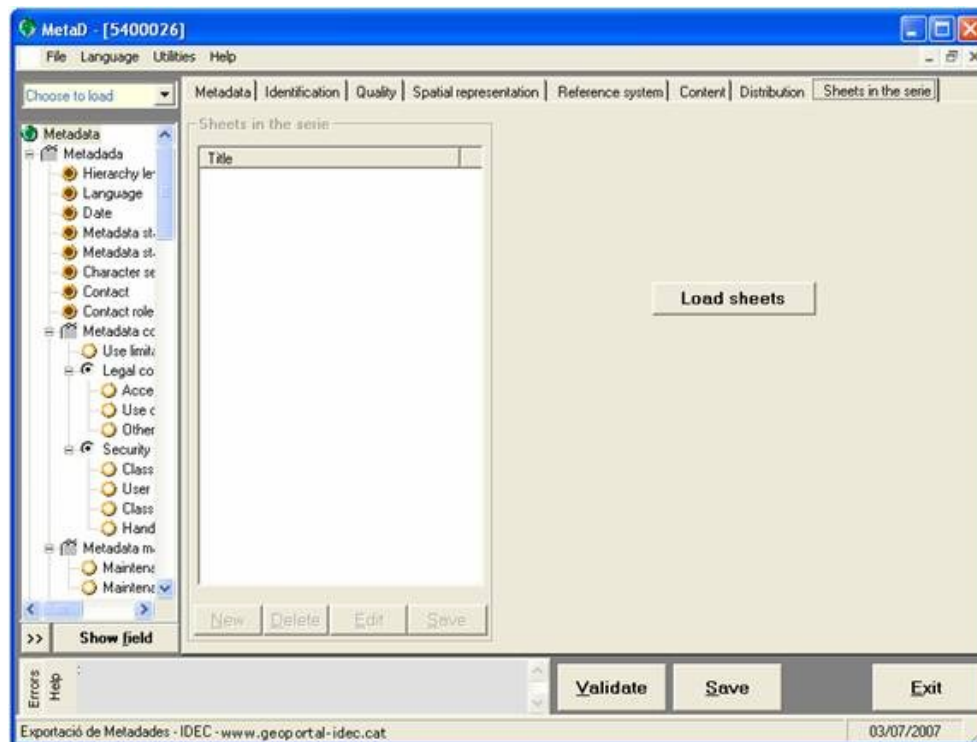 MetaD - [5400026]
File Language Utilities Help
Choose to load
Metadata Identification Quality Spatial representation Reference system Content Distribution Sheets in the serie
Metadata
Metadada
Hierarchy le
Language
Date
Metadata st
Metadata st
Character se
Contact
Contact role
Metadata co
Use limita
Legal co
Acce
Use c
Other
Security
Class
User
Class
Hand
Metadata m
Maintena
Maintena
>> Show field
Sheets in the serie
Title
New Delete Edit Save
Load sheets
Errors
Help
:
Validate Save Exit
Exportació de Metadades - IDEC - www.geoportal-idec.cat 03/07/2007